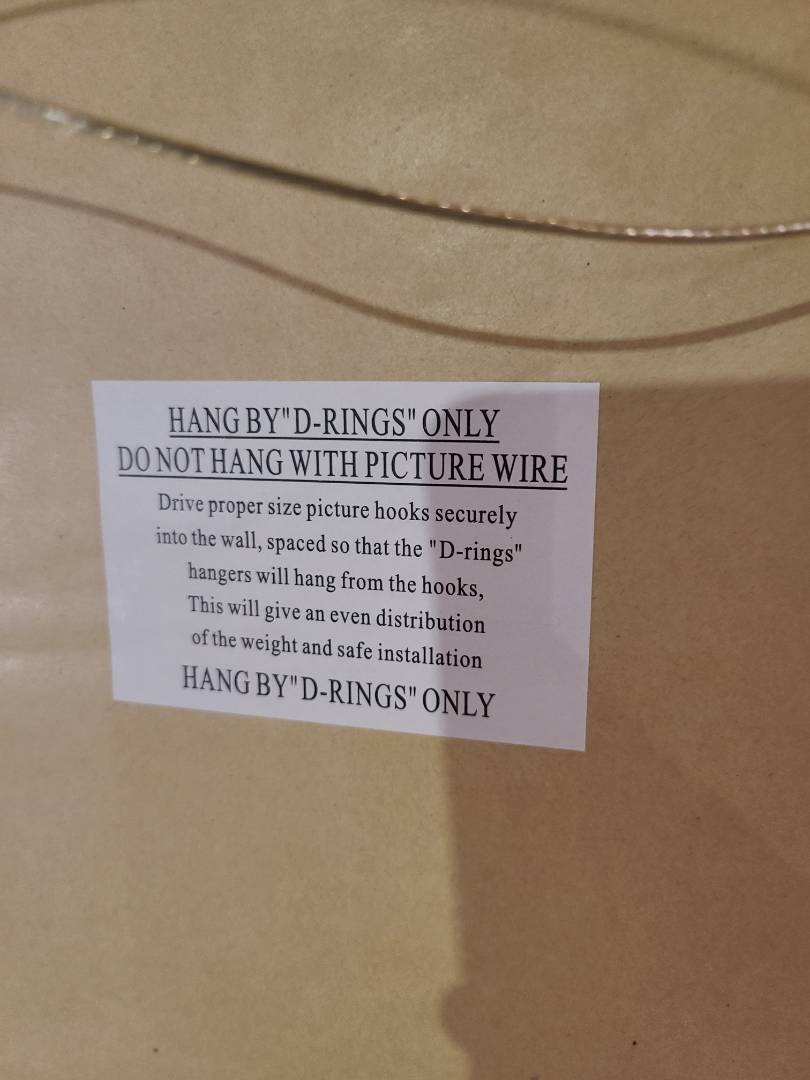 HANG BY"D-RINGS" ONLY
DO NOT HANG WITH PICTURE WIRE
Drive proper size picture hooks securely
into the wall, spaced so that the "D-rings"
hangers will hang from the hooks,
This will give an even distribution
of the weight and safe installation
HANG BY"D-RINGS" ONLY